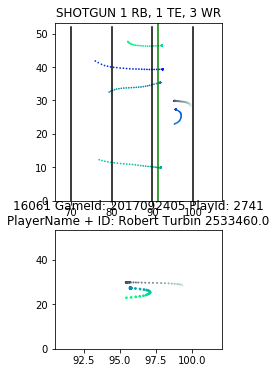 SHOTGUN 1 RB, 1 TE, 3 WR
50
40
30
20
10
0
70 80 90 100
16061 GameId: 2017092405 PlayId: 2741
PlayerName + ID: Robert Turbin 2533460.0
40
20
0
92.5 95.0 97.5 100.0